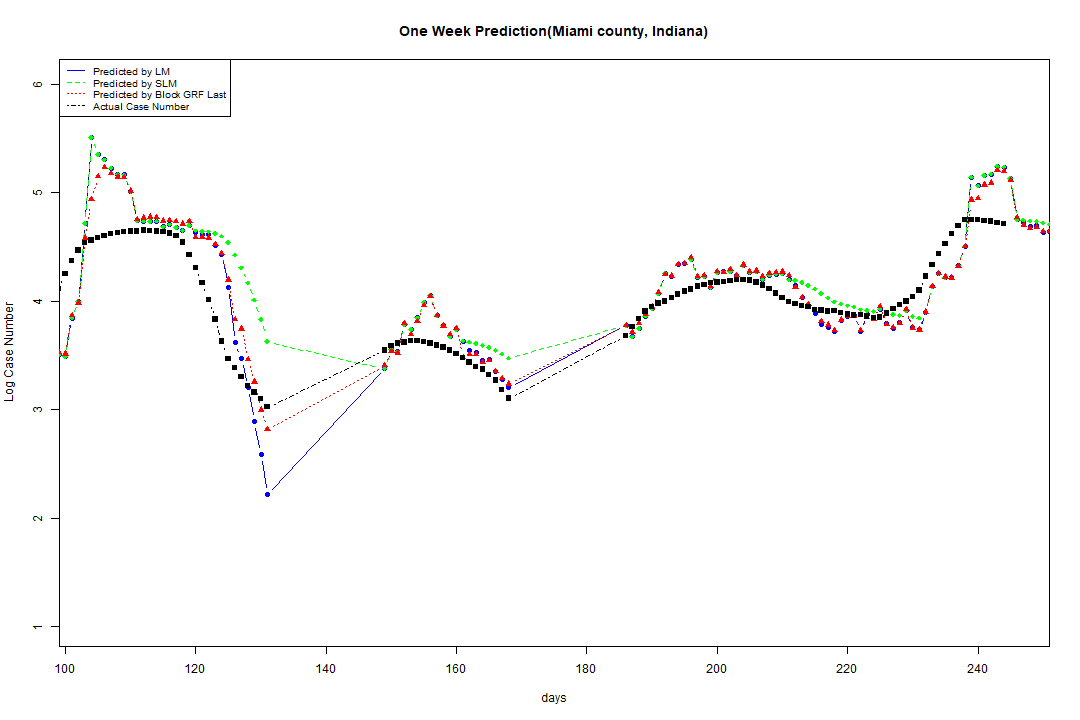 One Week Prediction(Miami county, Indiana)
Predicted by LM
Predicted by SLM
Predicted by Block GRF Last
Actual Case Number
6
5
4
3
2
1
Log Case Number
100 120 140 160 180 200 220 240
days